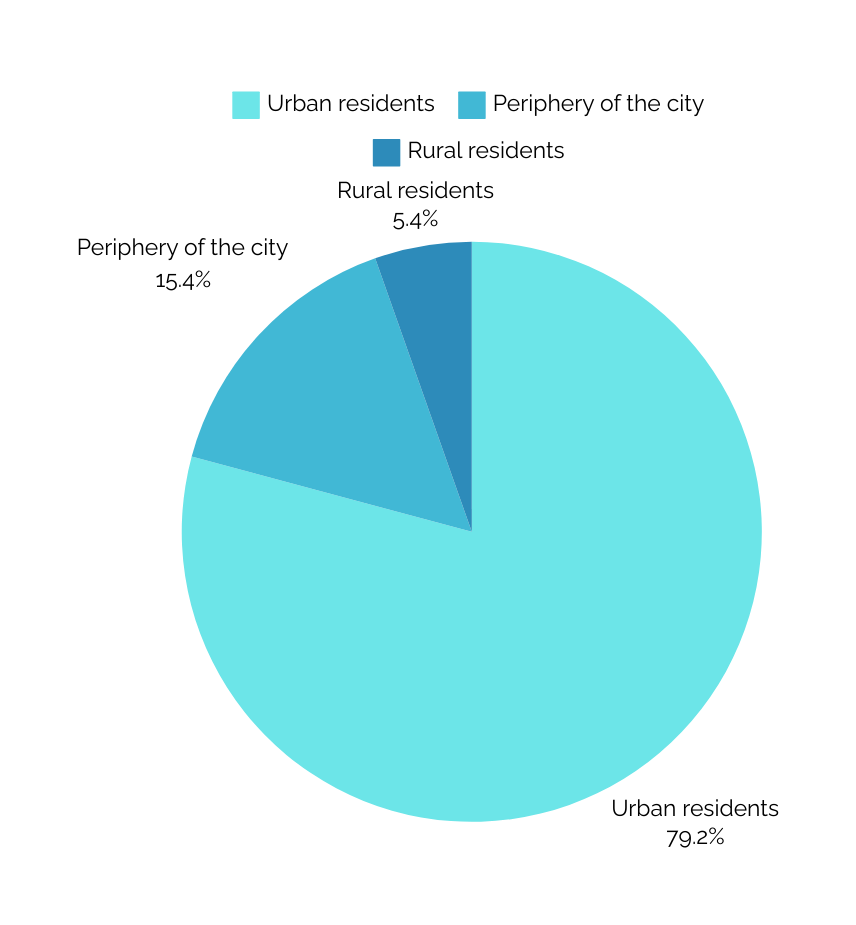 Urban residents Periphery of the city
Rural residents
Rural residents
5.4%
Periphery of the city
15.4%
Urban residents
79.2%